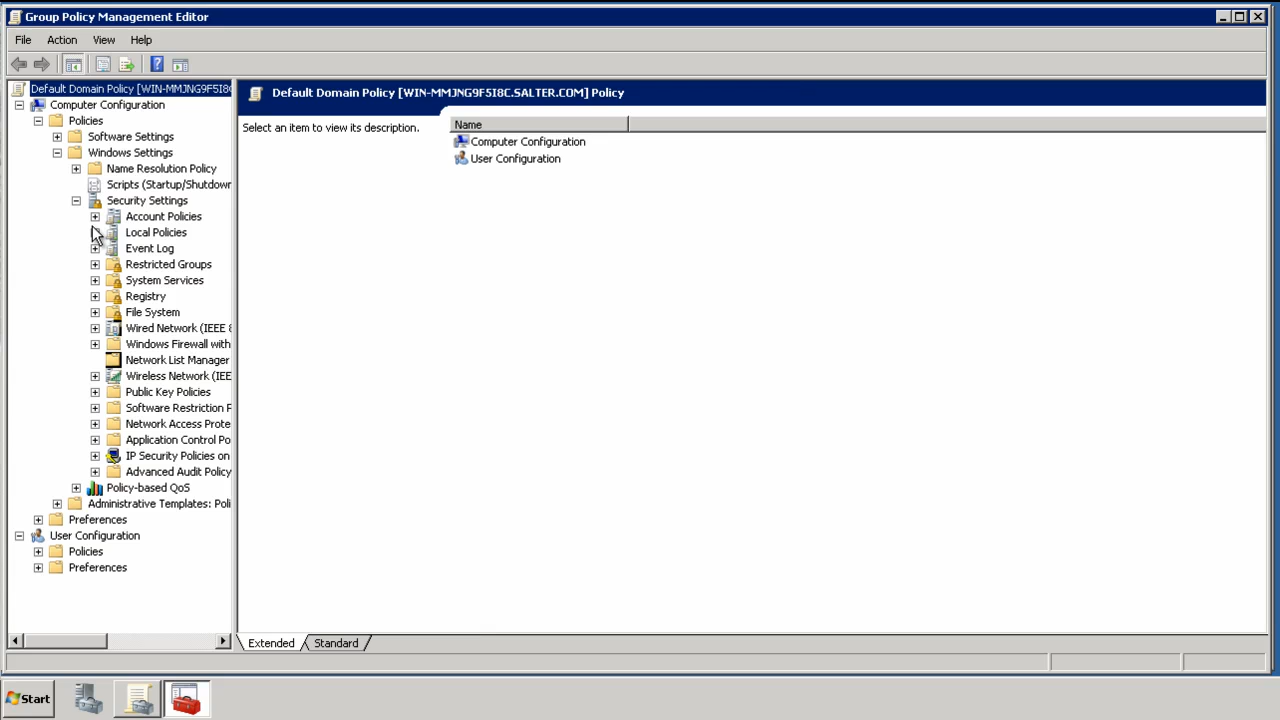 Group Policy Management Editor
File Action View Help
Default Domain Policy [WIN-MMJNG9F5I8C
Computer Configuration
Policies
Software Settings
Windows Settings
Name Resolution Policy
Scripts (Startup/Shutdown
Security Settings
Account Policies
Local Policies
Event Log
Restricted Groups
System Services
Registry
File System
Wired Network (IEEE 8
Windows Firewall with
Network List Manager
Wireless Network (IEE
Public Key Policies
Software Restriction P
Network Access Prote
Application Control Po
IP Security Policies on
Advanced Audit Policy
Policy-based QoS
Administrative Templates: Poli
Preferences
User Configuration
Policies
Preferences
Default Domain Policy [WIN-MMJNG9F5I8C.SALTER.COM] Policy
Select an item to view its description.
Name
Computer Configuration
User Configuration
Extended Standard
Start